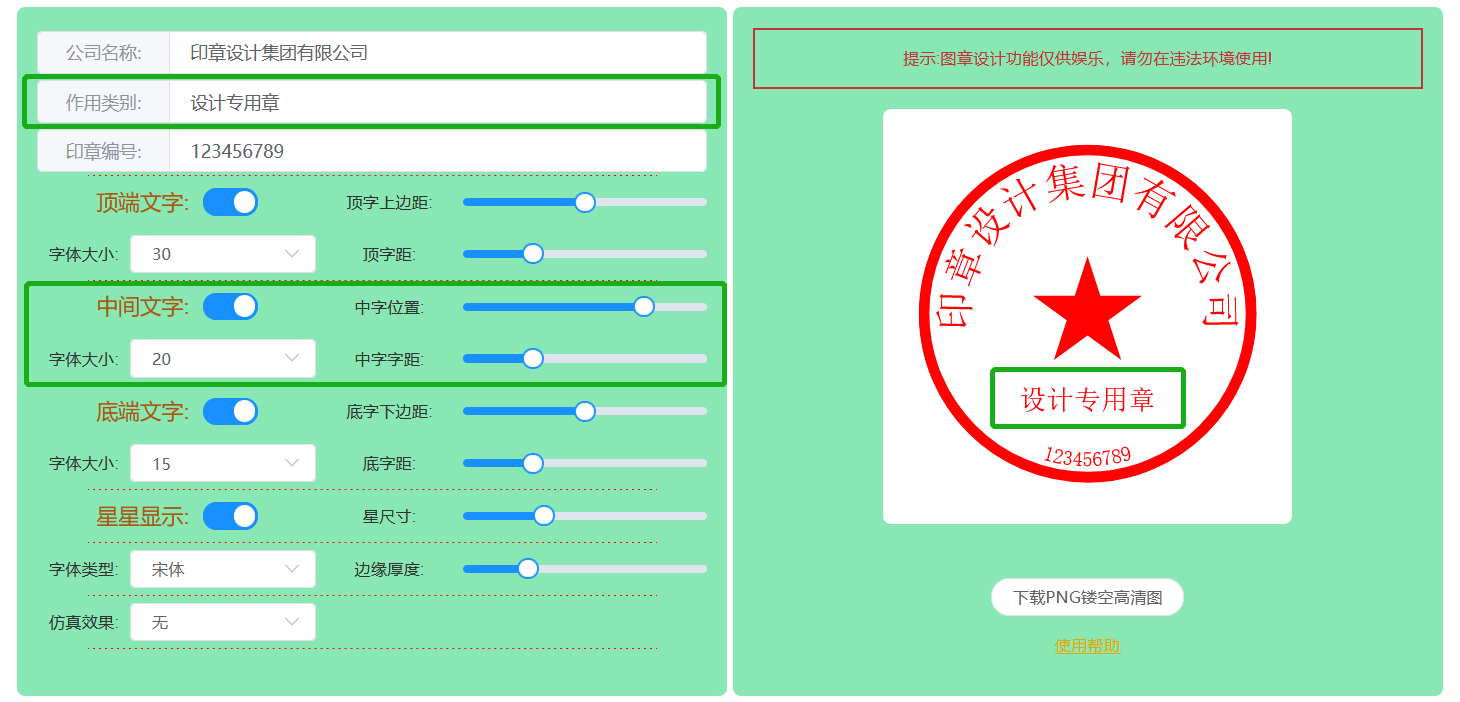 公司名称: 印章设计集团有限公司
作用类别: 设计专用章
印章编号: 123456789
顶端文字: 顶字上边距:
字体大小: 30 顶字距:
中间文字: 中字位置:
字体大小: 20 中字字距:
底端文字: 底字下边距:
字体大小: 15 底字距:
星星显示: 星尺寸:
字体类型: 宋体 边缘厚度:
仿真效果: 无
提示:图章设计功能仅供娱乐，请勿在违法环境使用!
印章设计集团有限公司
设计专用章
123456789
下载PNG镂空高清图
使用帮助